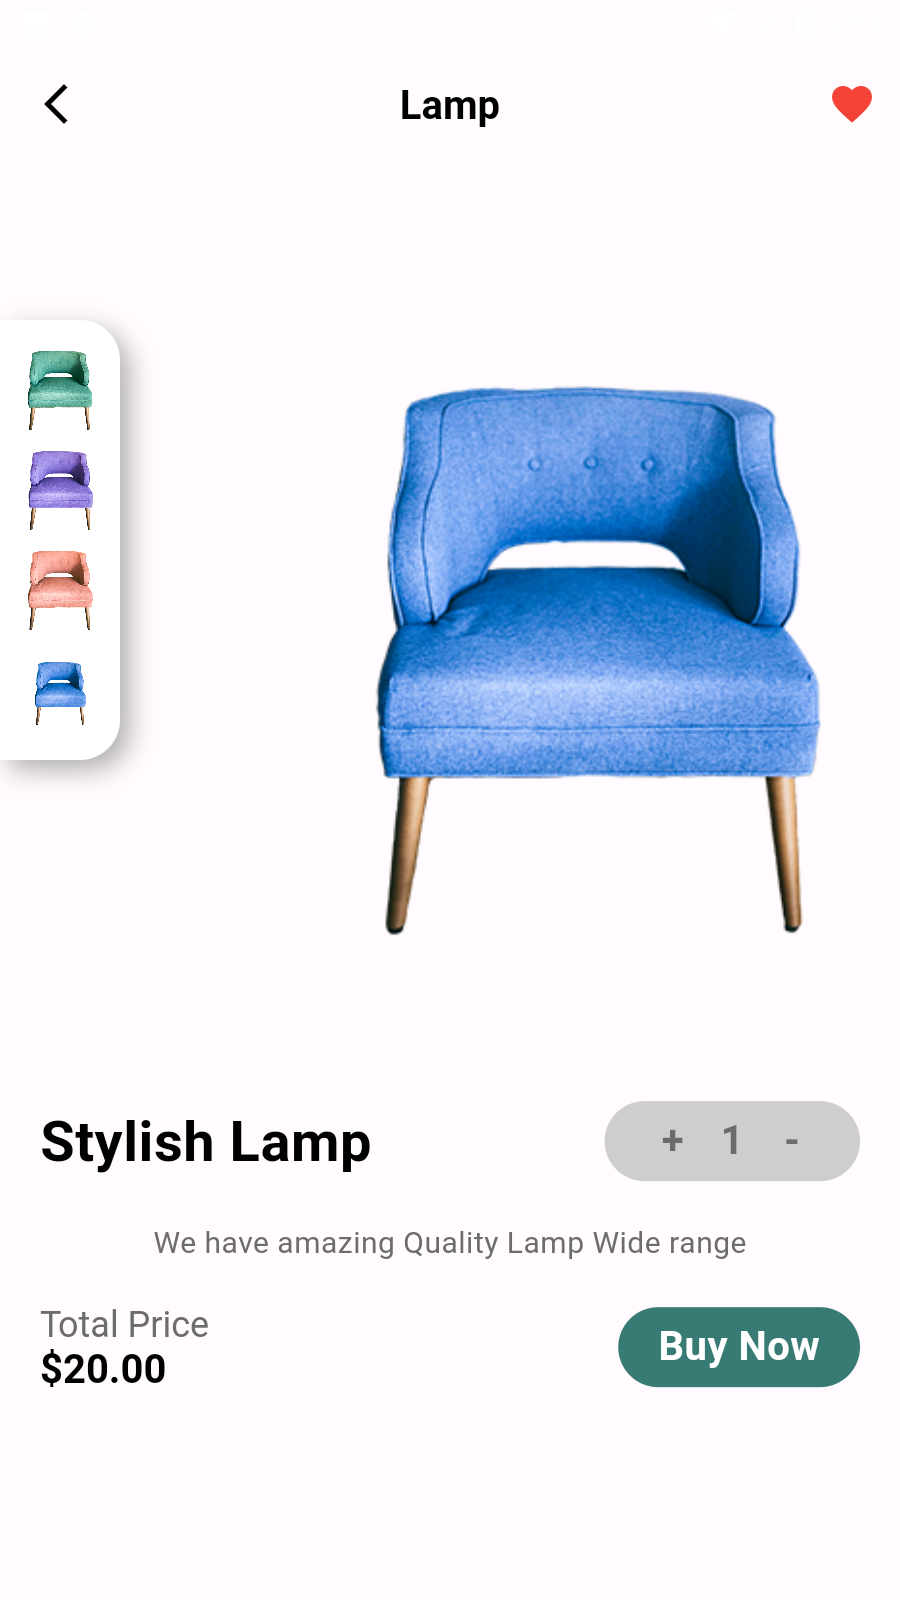 Lamp
Stylish Lamp
+ 1 -
We have amazing Quality Lamp Wide range
Total Price
$20.00
Buy Now